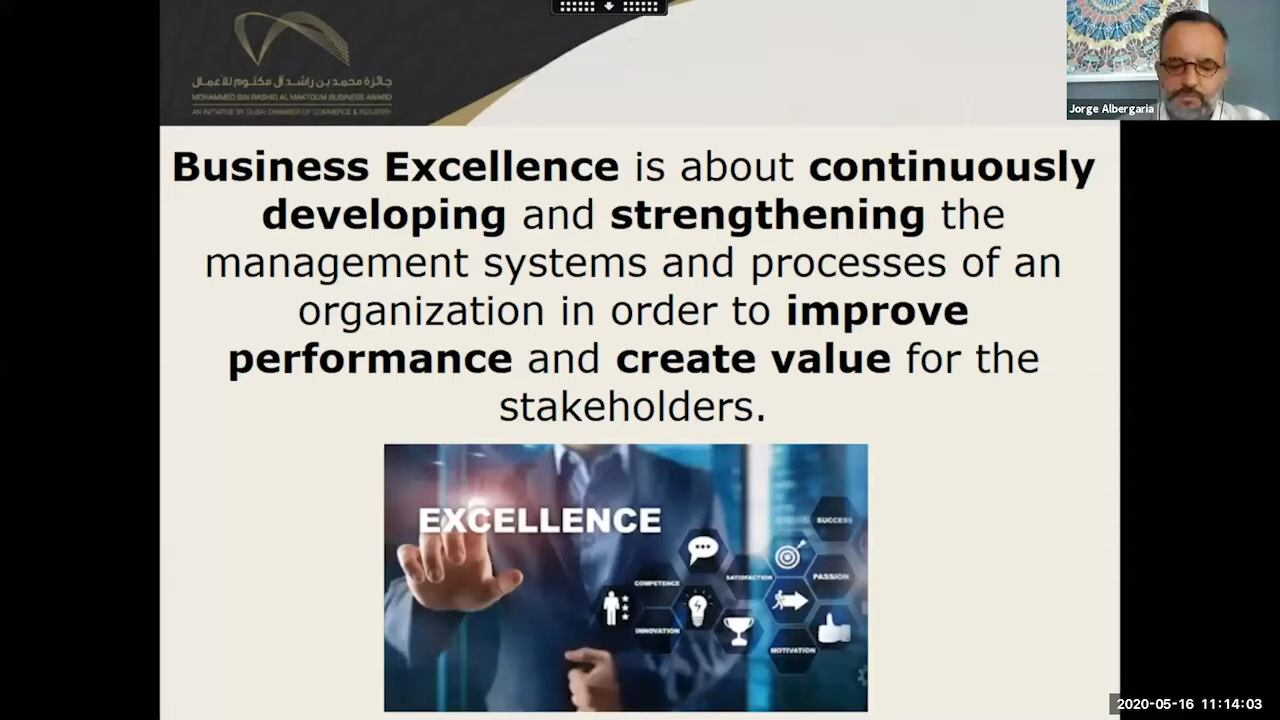 جائزة محمد بن راشد آل مكتوم للأعمال
MOHAMMED BIN RASHID AL MAKTOUM BUSINESS AWARD
AN INITIATIVE BY DUBAI CHAMBER OF COMMERCE & INDUSTRY
Jorge Albergaria
Business Excellence is about continuously
developing and strengthening the
management systems and processes of an
organization in order to improve
performance and create value for the
stakeholders.
EXCELLENCE
SUCCESS
COMPETENCE
SATISFACTION
PASSION
INNOVATION
MOTIVATION
2020-05-16 11:14:03